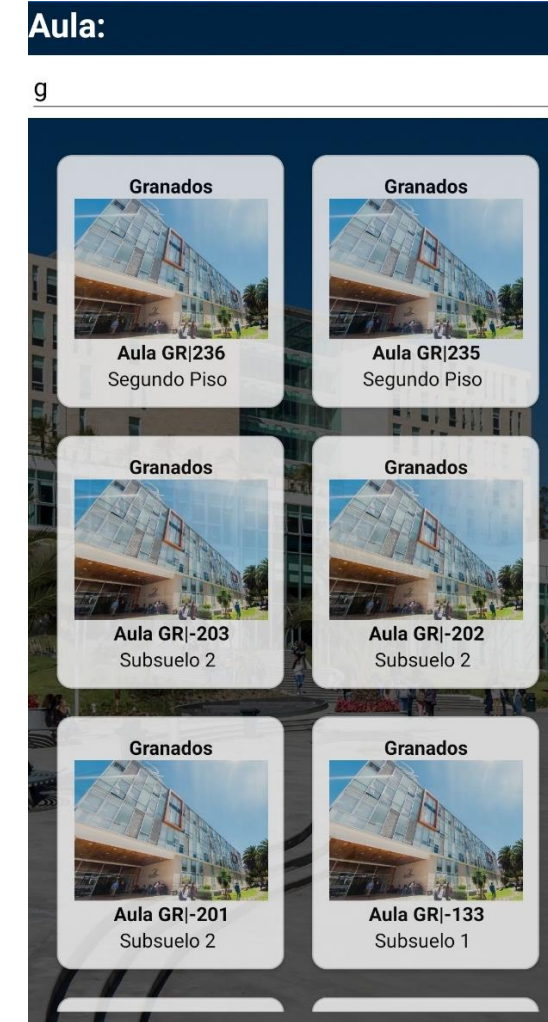 Aula:
g
Granados
Aula GR|236
Segundo Piso
Granados
Aula GR|235
Segundo Piso
Granados
Aula GR|-203
Subsuelo 2
Granados
Aula GR|-202
Subsuelo 2
Granados
Aula GR|-201
Subsuelo 2
Granados
Aula GR|-133
Subsuelo 1